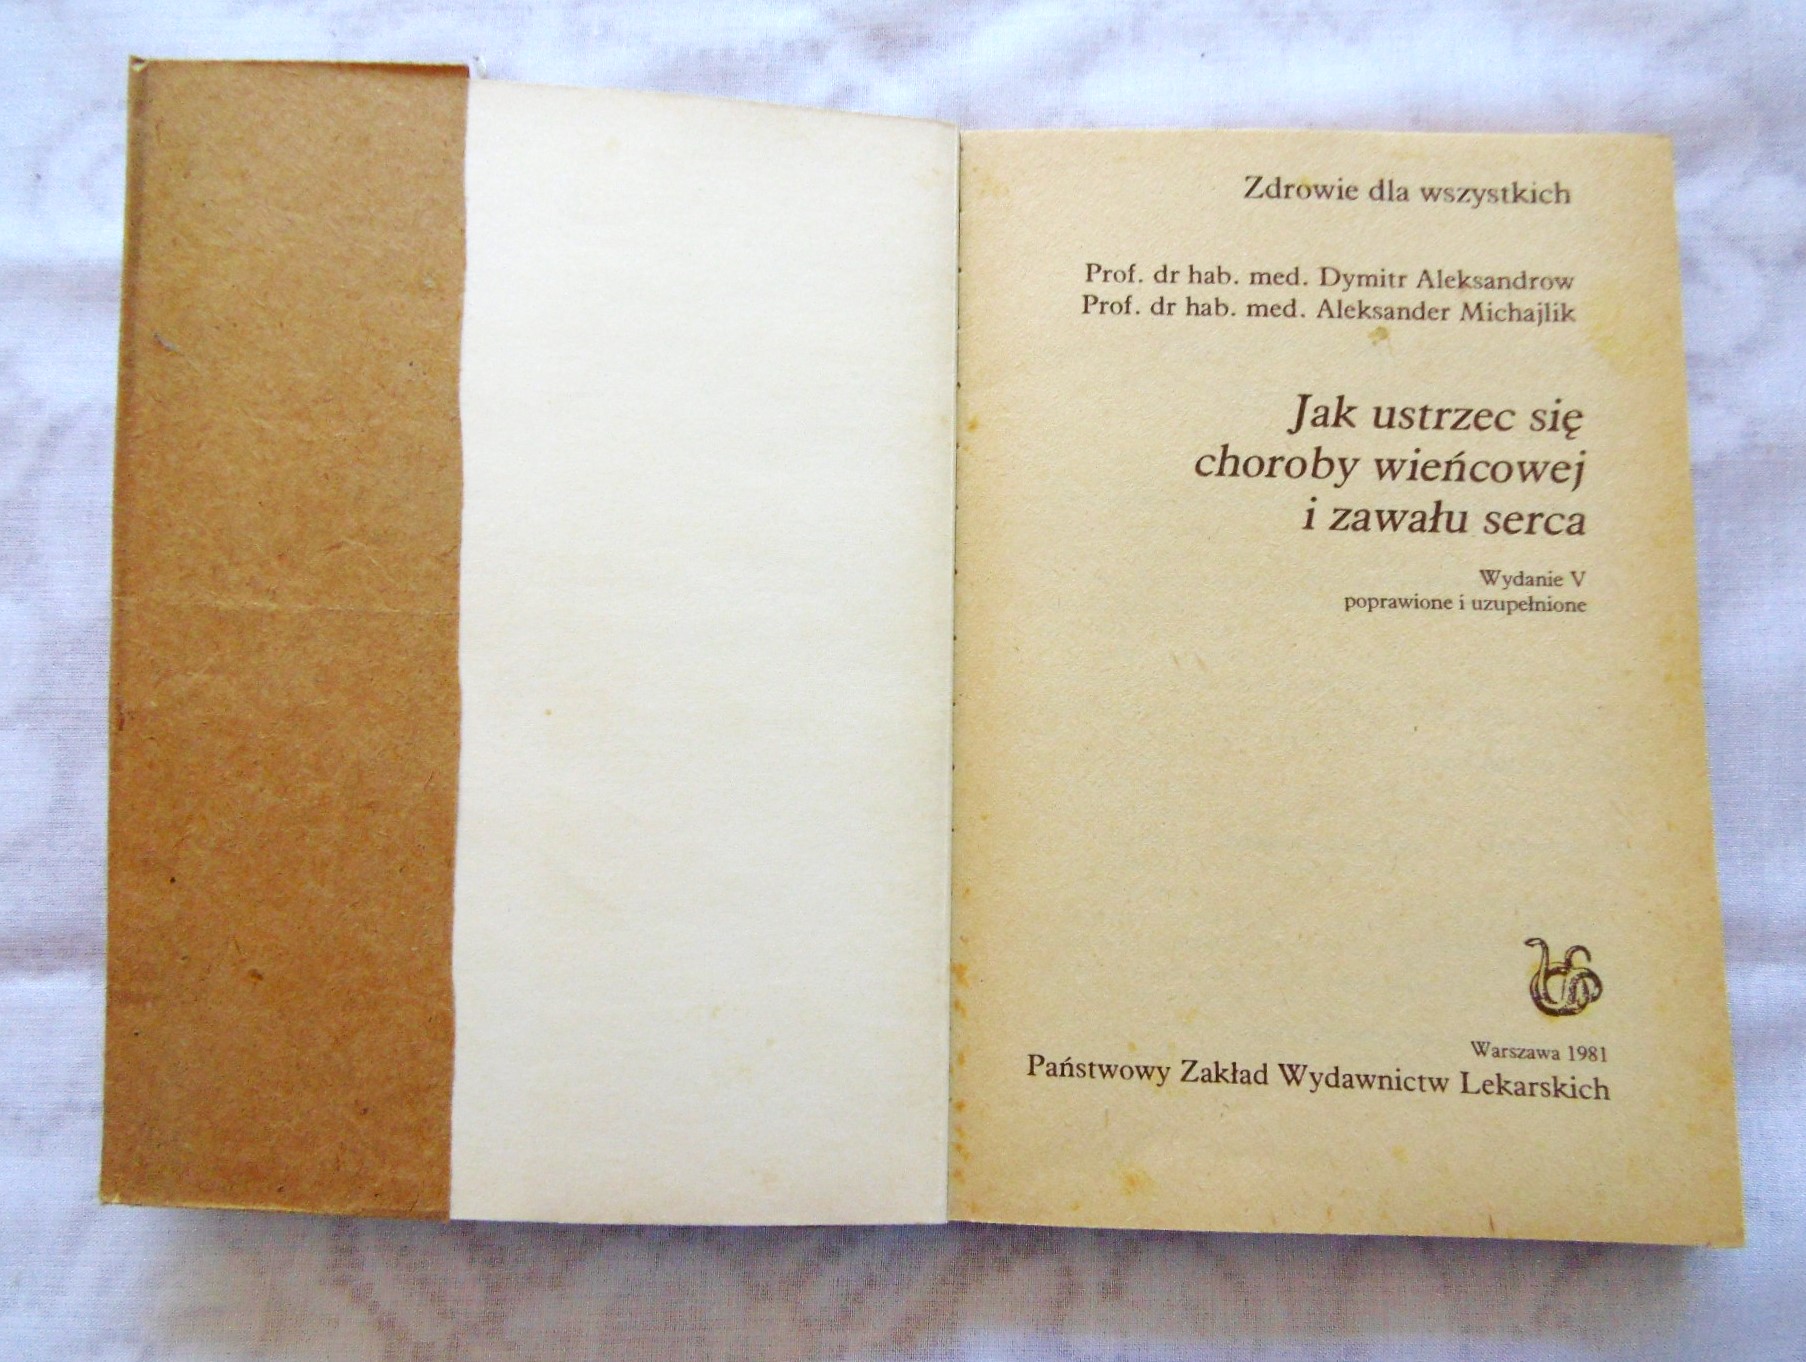 Zdrowie dla wszystkich
Prof. dr hab. med. Dymitr Aleksandrow
Prof. dr hab. med. Aleksander Michajlik
Jak ustrzec się
choroby wieńcowej
i zawału serca
Wydanie V
poprawione i uzupełnione
Warszawa 1981
Państwowy Zakład Wydawnictw Lekarskich